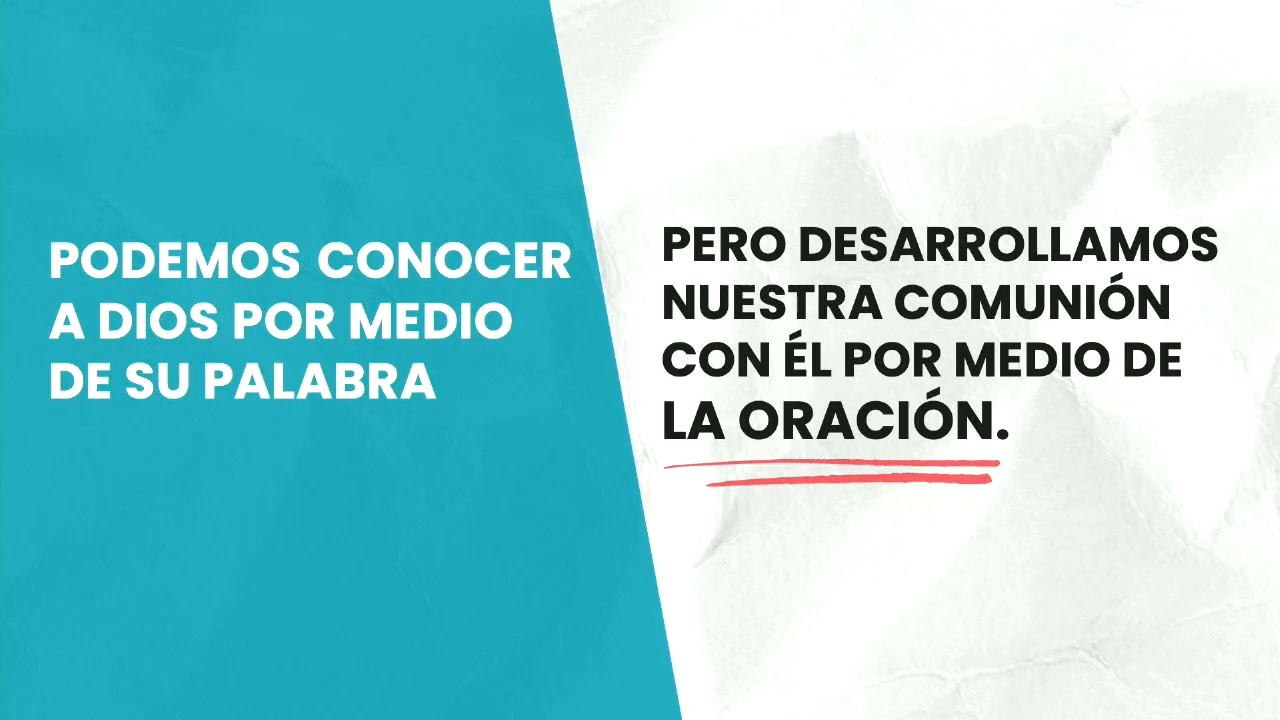 PODEMOS CONOCER
A DIOS POR MEDIO
DE SU PALABRA
PERO DESARROLLAMOS
NUESTRA COMUNIÓN
CON ÉL POR MEDIO DE
LA ORACIÓN.